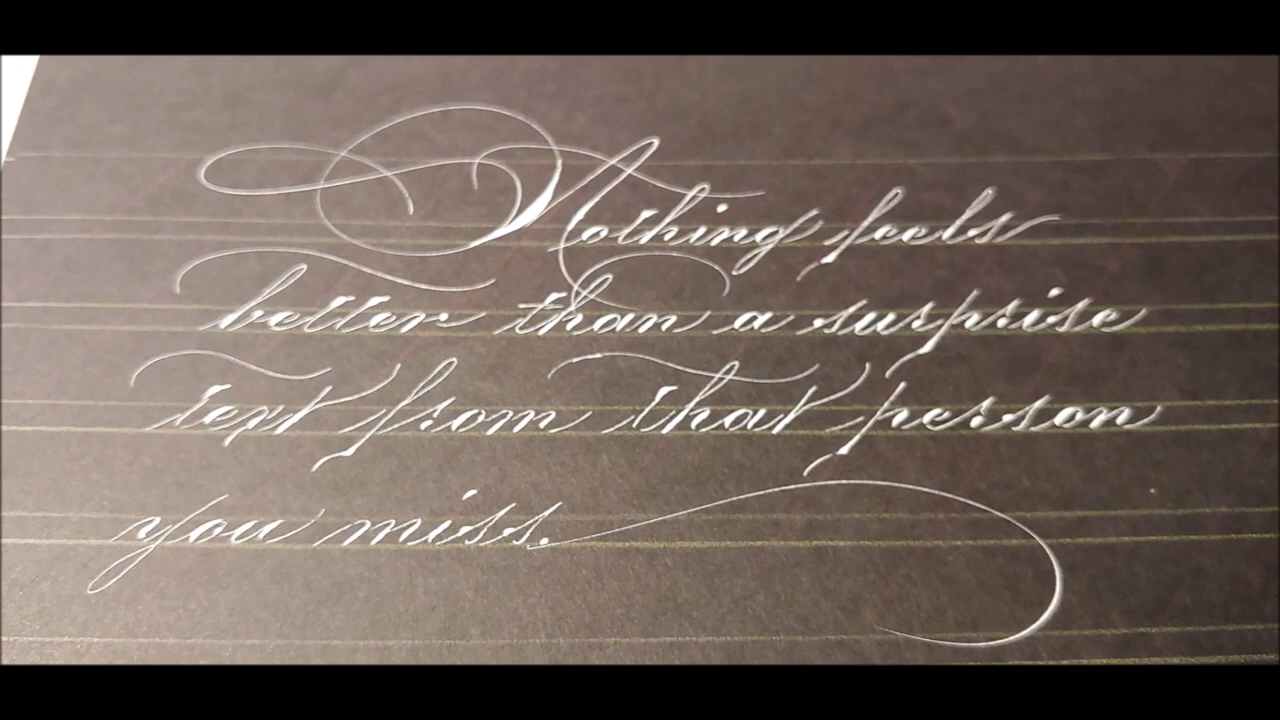 Nothing feels
better than a surprise
text from that person
you miss.